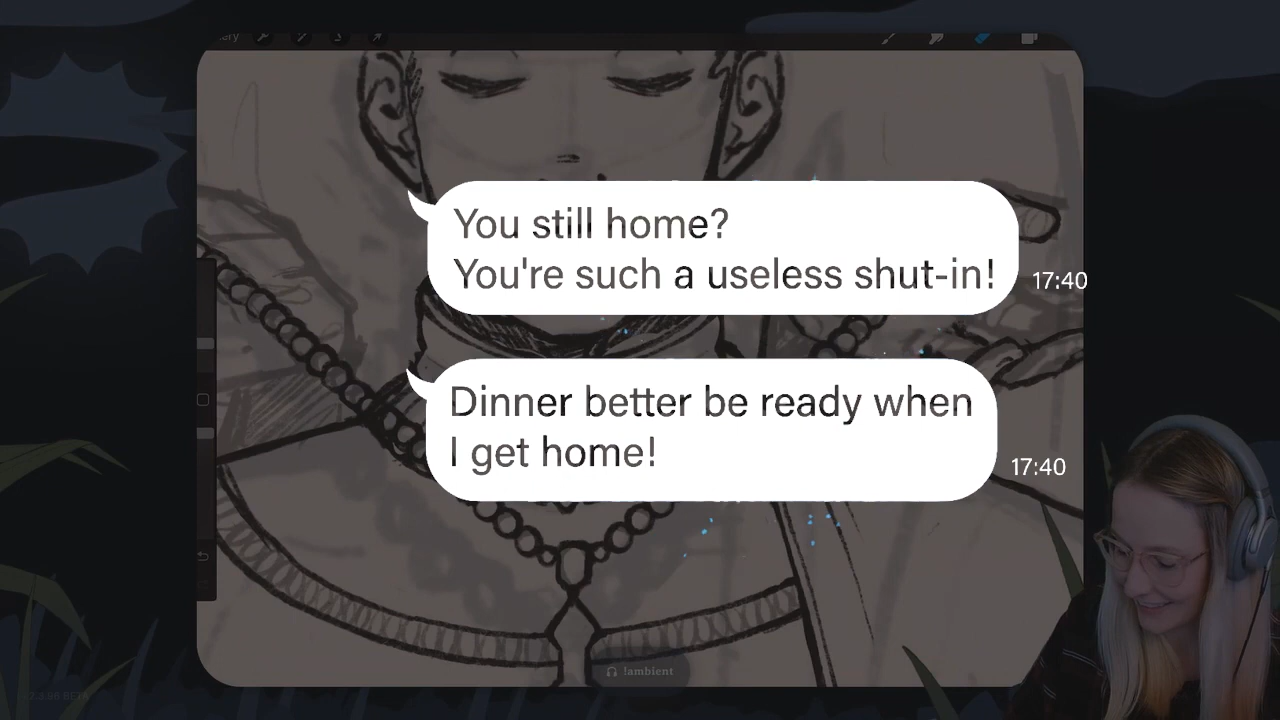 You still home?
You're such a useless shut-in!
17:40
Dinner better be ready when
I get home!
17:40
!ambient